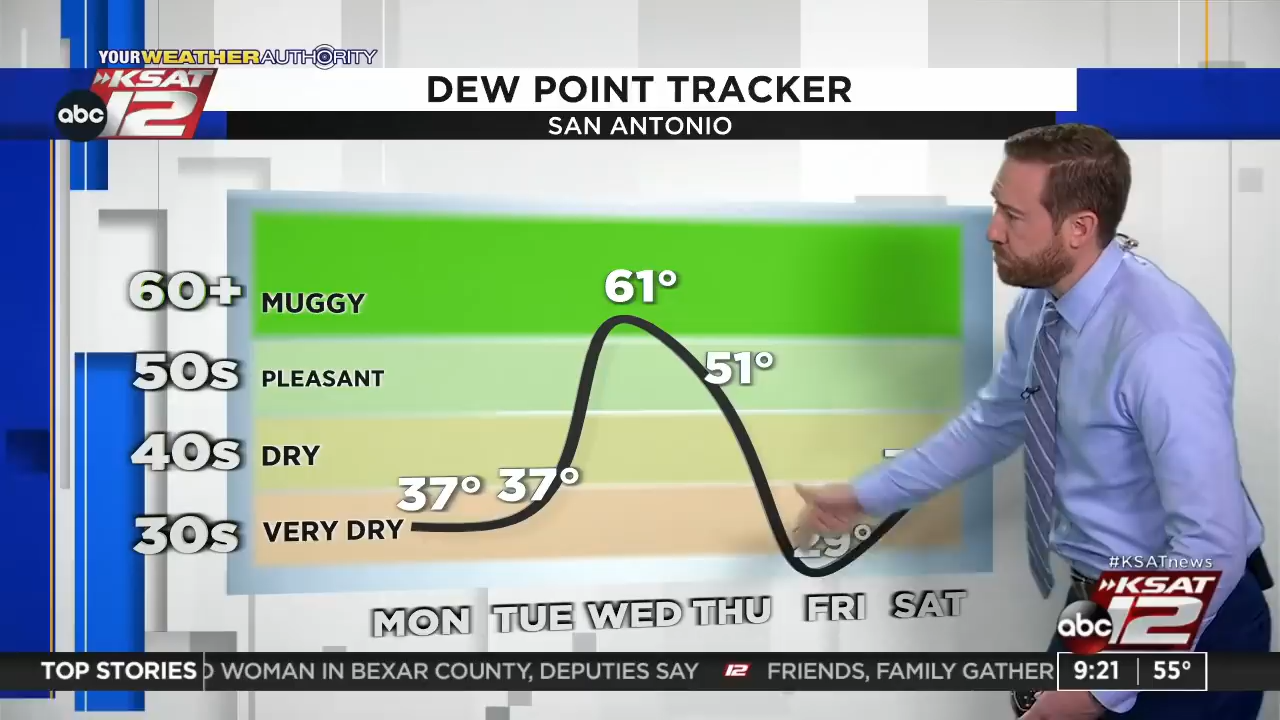 YOURWEATHERAUTHORITY
KSAT
abc 12
DEW POINT TRACKER
SAN ANTONIO
60+ MUGGY
61°
50s PLEASANT
51°
40s DRY
37° 37°
30s VERY DRY
29°
MON TUE WED THU FRI SAT
#KSATnews
KSAT
abc 12
TOP STORIES WOMAN IN BEXAR COUNTY, DEPUTIES SAY 12 FRIENDS, FAMILY GATHER 9:21 55°